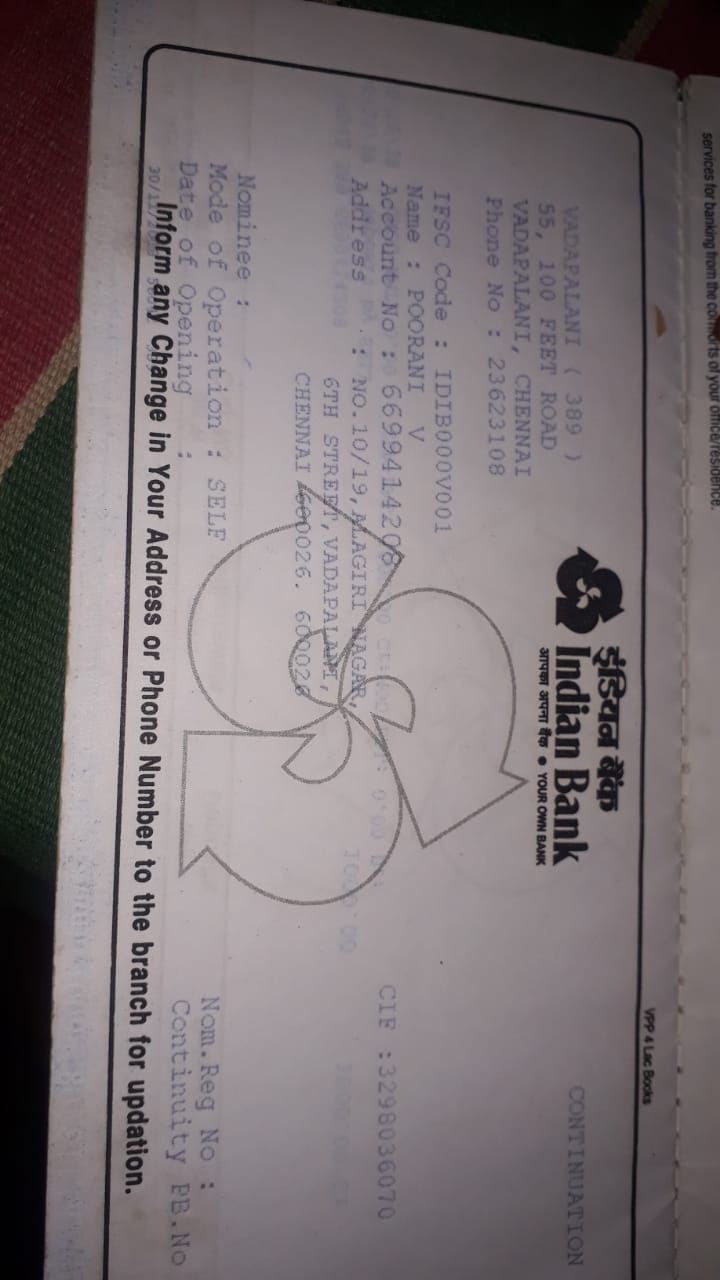 services for banking from the comforts of your office/residence.
VPP 4 Lac Books
इंडियन बैंक
Indian Bank
आपका अपना बैंक ● YOUR OWN BANK
CONTINUATION
VADAPALANI ( 389 )
55, 100 FEET ROAD
VADAPALANI, CHENNAI
Phone No : 23623108
IFSC Code : IDIB000V001
Name : POORANI V
Account No : 6699414208 CIF :3298036070
Address : NO.10/19,ALAGIRI NAGAR,
6TH STREET,VADAPALANI,
CHENNAI 600026. 600026
Nominee :
Mode of Operation : SELF Nom.Reg No :
Date of Opening : Continuity PB.No
Inform any Change in Your Address or Phone Number to the branch for updation.